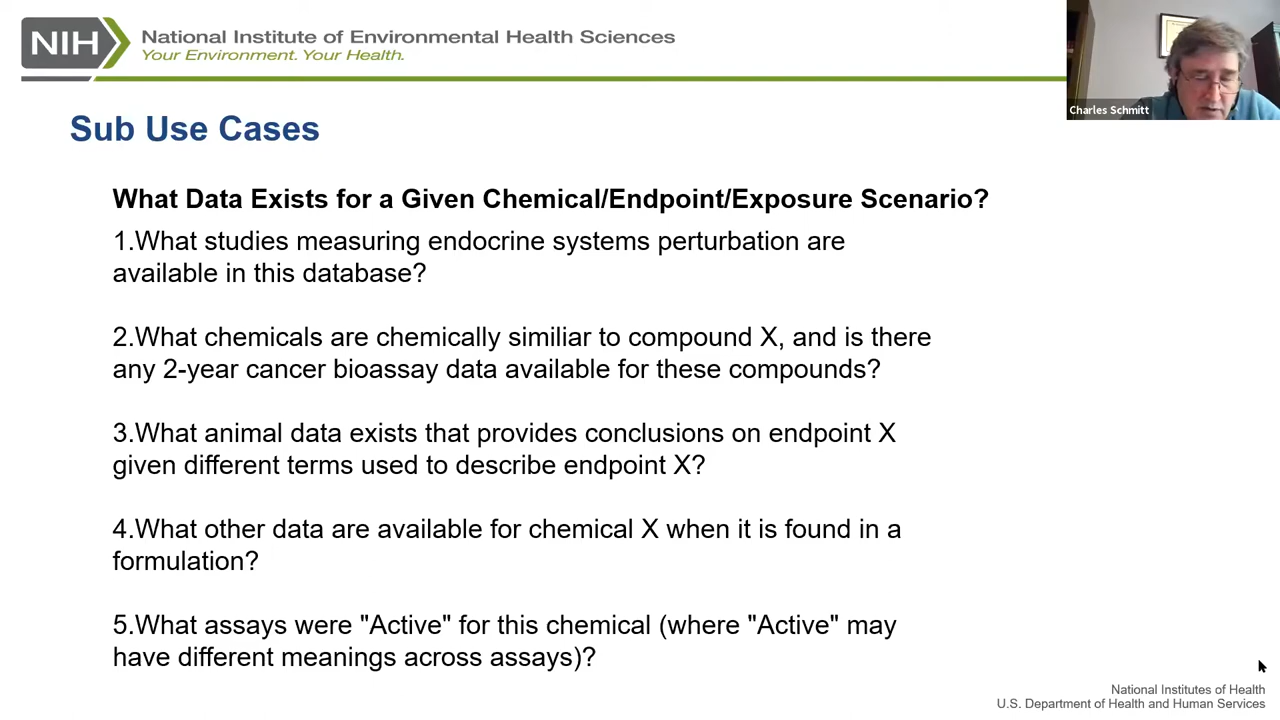 NIH
National Institute of Environmental Health Sciences
Your Environment. Your Health.
Charles Schmitt
Sub Use Cases
What Data Exists for a Given Chemical/Endpoint/Exposure Scenario?
1.What studies measuring endocrine systems perturbation are
available in this database?
2.What chemicals are chemically similiar to compound X, and is there
any 2-year cancer bioassay data available for these compounds?
3.What animal data exists that provides conclusions on endpoint X
given different terms used to describe endpoint X?
4.What other data are available for chemical X when it is found in a
formulation?
5.What assays were "Active" for this chemical (where "Active" may
have different meanings across assays)?
National Institutes of Health
U.S. Department of Health and Human Services